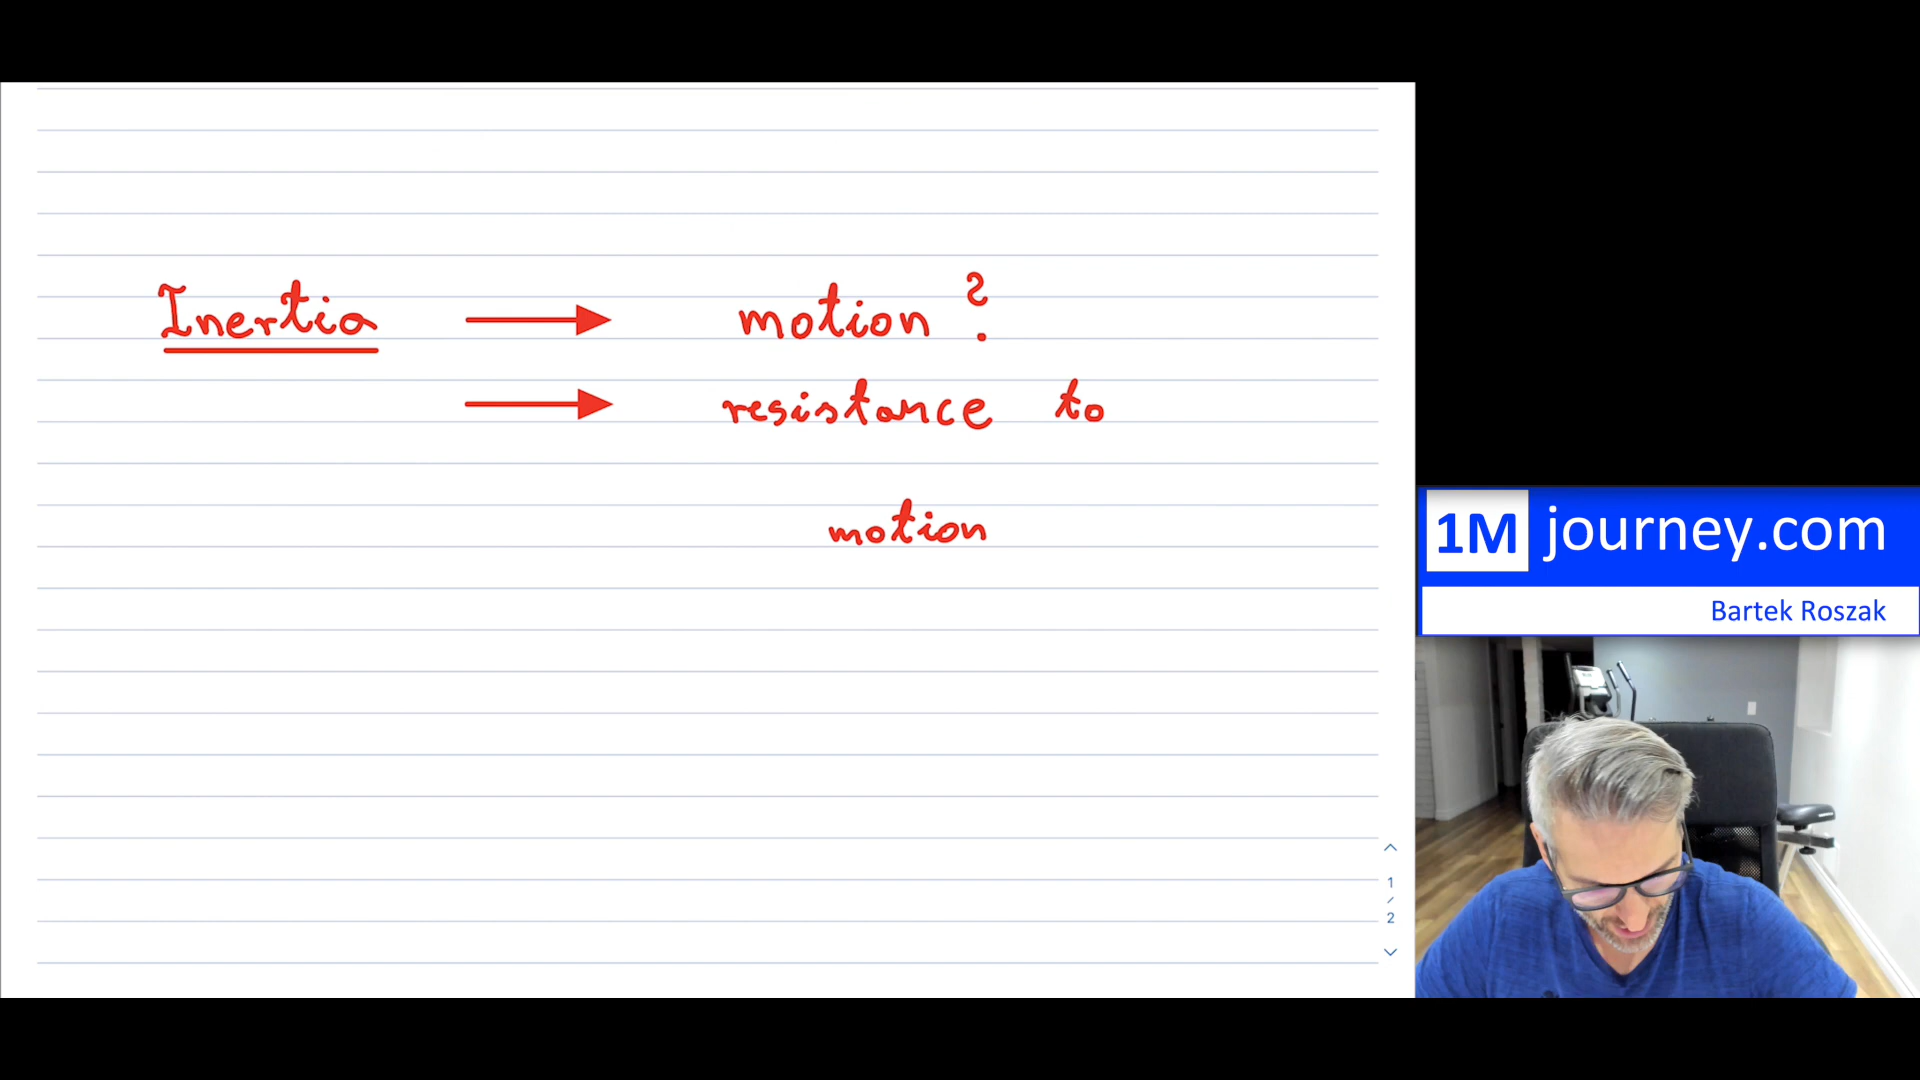 Inertia → motion ?
→ resistance to
motion
1M journey.com
Bartek Roszak
1
/
2